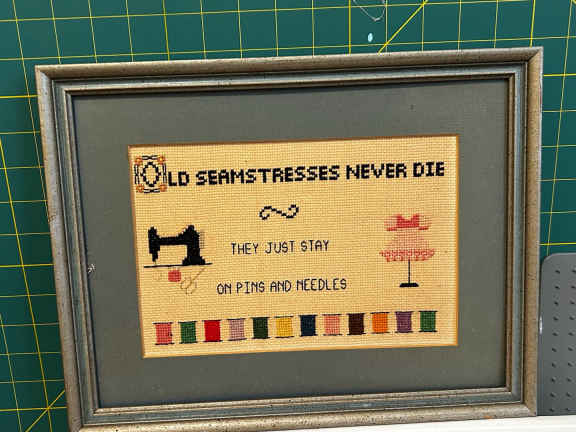 OLD SEAMSTRESSES NEVER DIE
THEY JUST STAY
ON PINS AND NEEDLES